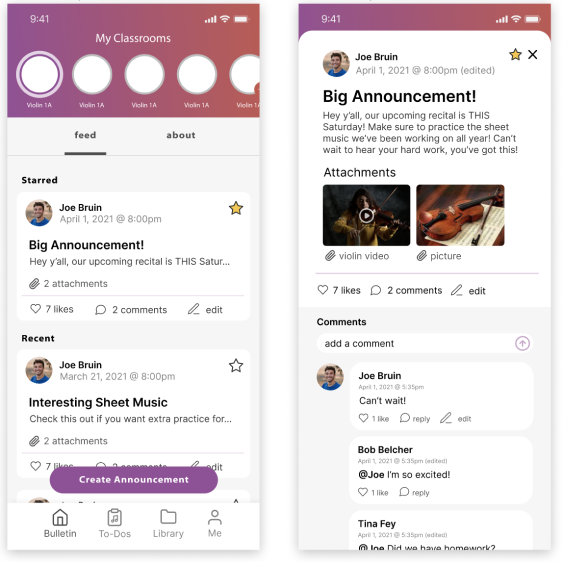 9:41
My Classrooms
Violin 1A
Violin 1A
Violin 1A
Violin 1A
Violin 1A
feed
about
Starred
Joe Bruin
April 1, 2021 @ 8:00pm
Big Announcement!
Hey y'all, our upcoming recital is THIS Satur...
2 attachments
7 likes
2 comments
edit
Recent
Joe Bruin
March 21, 2021 @ 8:00pm
Interesting Sheet Music
Check this out if you want extra practice for...
2 attachments
7 likes
2 comments
edit
Create Announcement
Bulletin
To-Dos
Library
Me
9:41
Joe Bruin
April 1, 2021 @ 8:00pm (edited)
Big Announcement!
Hey y'all, our upcoming recital is THIS
Saturday! Make sure to practice the sheet
music we've been working on all year! Can't
wait to hear your hard work, you've got this!
Attachments
violin video
picture
7 likes
2 comments
edit
Comments
add a comment
Joe Bruin
April 1, 2021 @ 5:35pm
Can't wait!
1 like
reply
edit
Bob Belcher
April 1, 2021 @ 5:35pm (edited)
@Joe I'm so excited!
1 like
reply
Tina Fey
April 1, 2021 @ 5:35pm (edited)
@Joe Did we have homework?